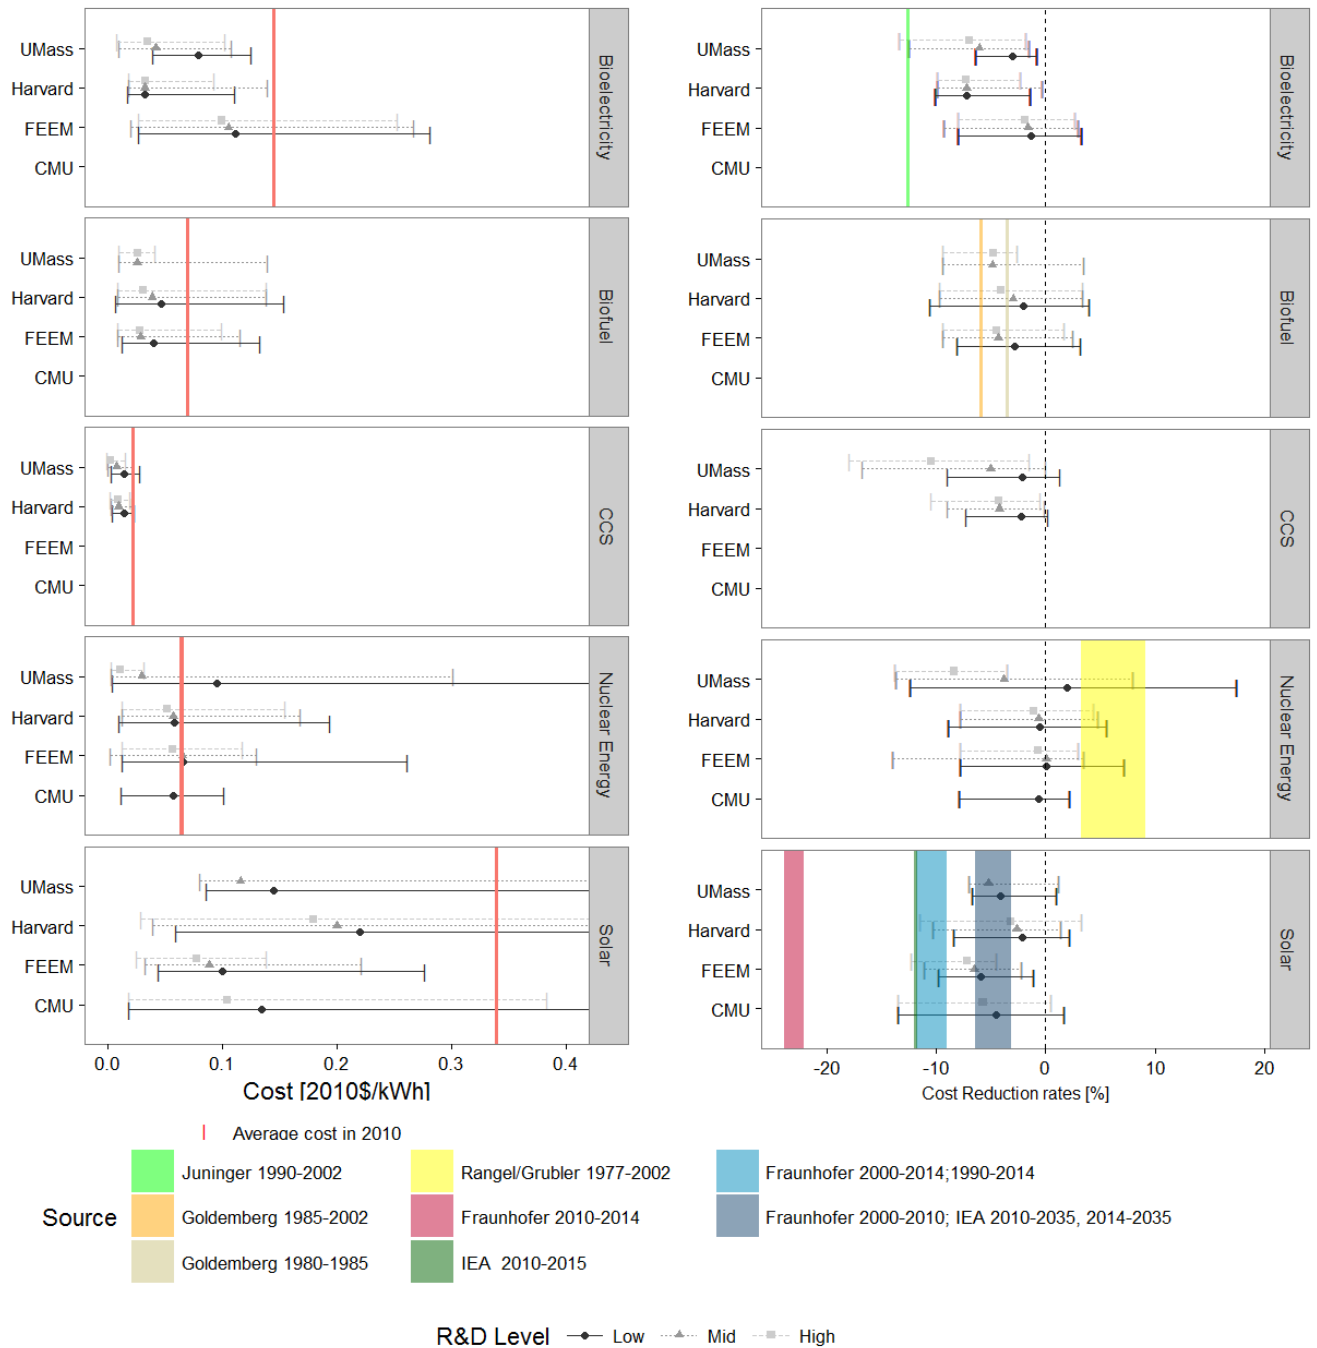 UMass
Harvard
FEEM
CMU
Bioelectricity
UMass
Harvard
FEEM
CMU
Biofuel
UMass
Harvard
FEEM
CMU
CCS
UMass
Harvard
FEEM
CMU
Nuclear Energy
UMass
Harvard
FEEM
CMU
Solar
0.0 0.1 0.2 0.3 0.4
Cost [2010$/kWh]
UMass
Harvard
FEEM
CMU
Bioelectricity
UMass
Harvard
FEEM
CMU
Biofuel
UMass
Harvard
FEEM
CMU
CCS
UMass
Harvard
FEEM
CMU
Nuclear Energy
UMass
Harvard
FEEM
CMU
Solar
-20 -10 0 10 20
Cost Reduction rates [%]
Average cost in 2010
Source
Juninger 1990-2002
Goldemberg 1985-2002
Goldemberg 1980-1985
Rangel/Grubler 1977-2002
Fraunhofer 2010-2014
IEA 2010-2015
Fraunhofer 2000-2014;1990-2014
Fraunhofer 2000-2010; IEA 2010-2035, 2014-2035
R&D Level Low Mid High